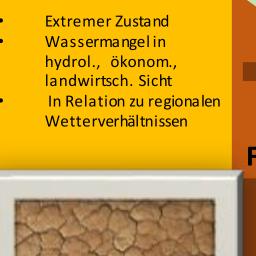 • Extremer Zustand
• Wassermangel in
hydrol., ökonom.,
landwirtsch. Sicht
• In Relation zu regionalen
Wetterverhältnissen
F